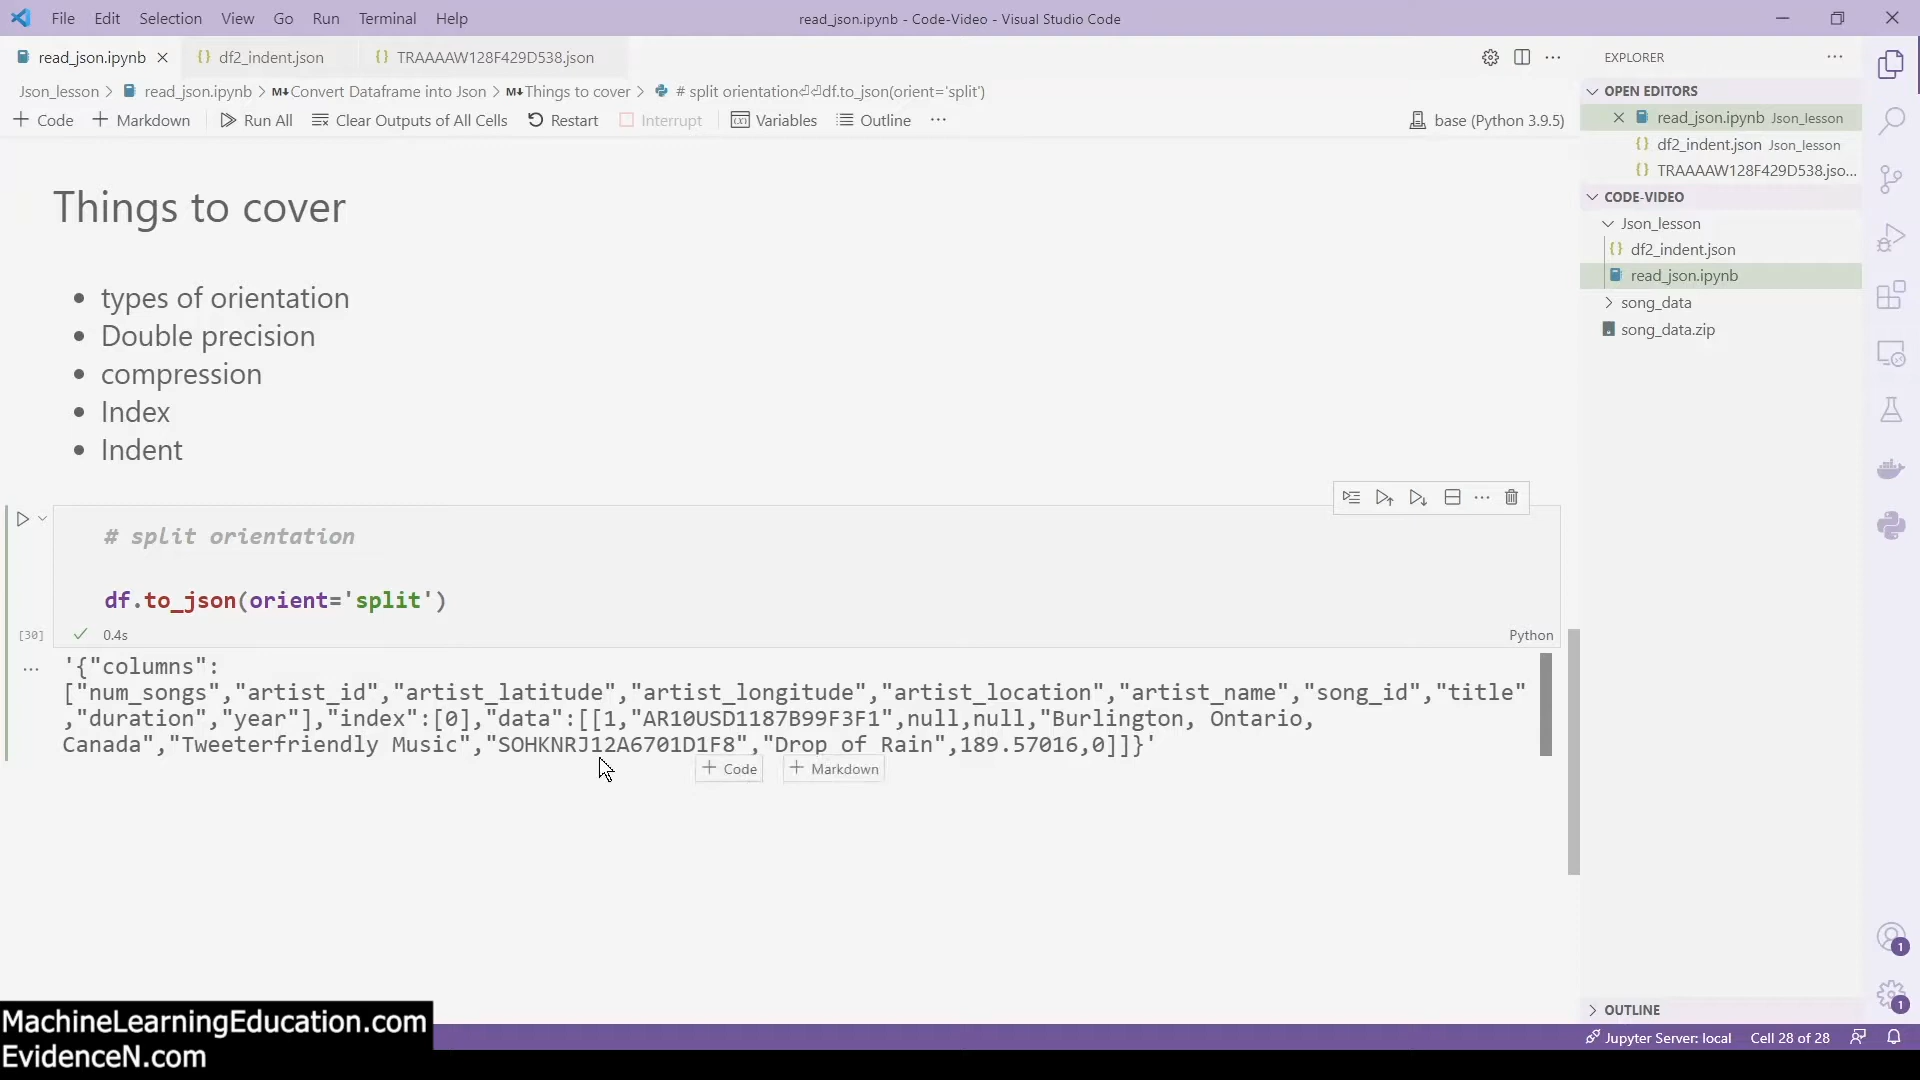 File Edit Selection View Go Run Terminal Help
read_json.ipynb - Code-Video - Visual Studio Code
read_json.ipynb df2_indent.json TRAAAAW128F429D538.json
Json_lesson > read_json.ipynb > M↓Convert Dataframe into Json > M↓Things to cover > # split orientation⏎⏎df.to_json(orient='split')
+ Code + Markdown Run All Clear Outputs of All Cells Restart Interrupt Variables Outline ... base (Python 3.9.5)
Things to cover
• types of orientation
• Double precision
• compression
• Index
• Indent
# split orientation
df.to_json(orient='split')
[30] 0.4s Python
'{"columns":
["num_songs","artist_id","artist_latitude","artist_longitude","artist_location","artist_name","song_id","title"
,"duration","year"],"index":[0],"data":[[1,"AR10USD1187B99F3F1",null,null,"Burlington, Ontario,
Canada","Tweeterfriendly Music","SOHKNRJ12A6701D1F8","Drop of Rain",189.57016,0]]}'
+ Code + Markdown
EXPLORER
OPEN EDITORS
read_json.ipynb Json_lesson
df2_indent.json Json_lesson
TRAAAAW128F429D538.jso...
CODE-VIDEO
Json_lesson
df2_indent.json
read_json.ipynb
song_data
song_data.zip
1
1
OUTLINE
Jupyter Server: local Cell 28 of 28
MachineLearningEducation.com
EvidenceN.com